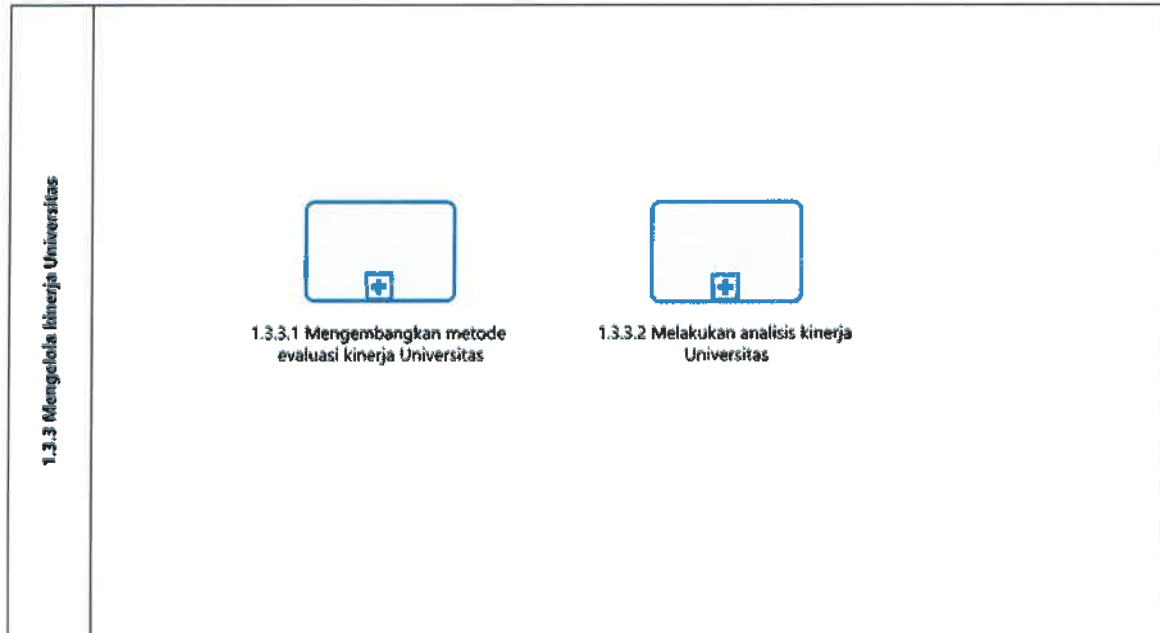 1.3.3 Mengelola kinerja Universitas
1.3.3.1 Mengembangkan metode
evaluasi kinerja Universitas
1.3.3.2 Melakukan analisis kinerja
Universitas